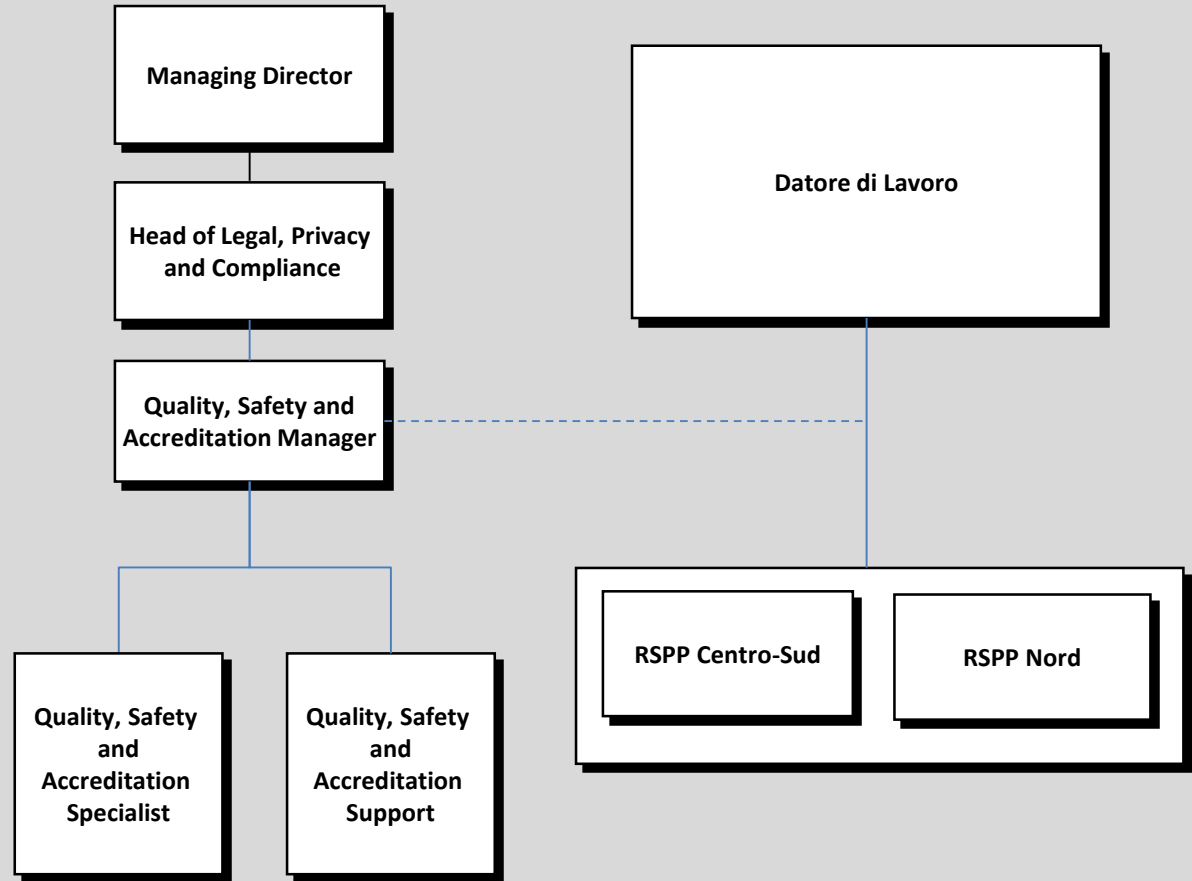 Managing Director
Datore di Lavoro
Head of Legal, Privacy
and Compliance
Quality, Safety and
Accreditation Manager
Quality, Safety
and
Accreditation
Specialist
Quality, Safety
and
Accreditation
Support
RSPP Centro-Sud
RSPP Nord